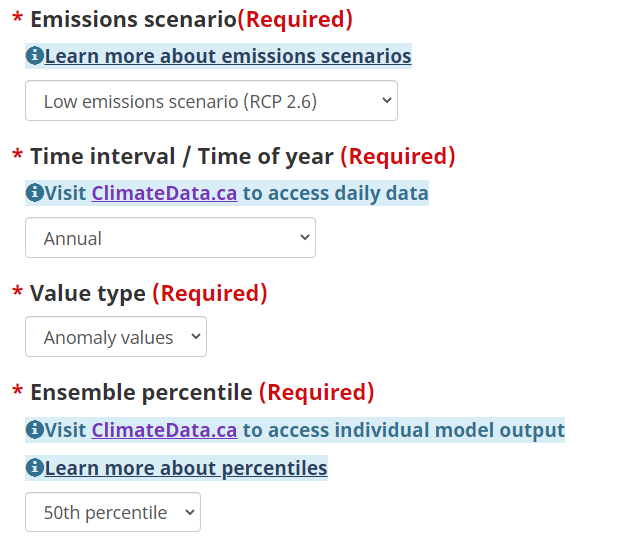 * Emissions scenario(Required)
Learn more about emissions scenarios
Low emissions scenario (RCP 2.6)
* Time interval / Time of year (Required)
Visit ClimateData.ca to access daily data
Annual
* Value type (Required)
Anomaly values
* Ensemble percentile (Required)
Visit ClimateData.ca to access individual model output
Learn more about percentiles
50th percentile